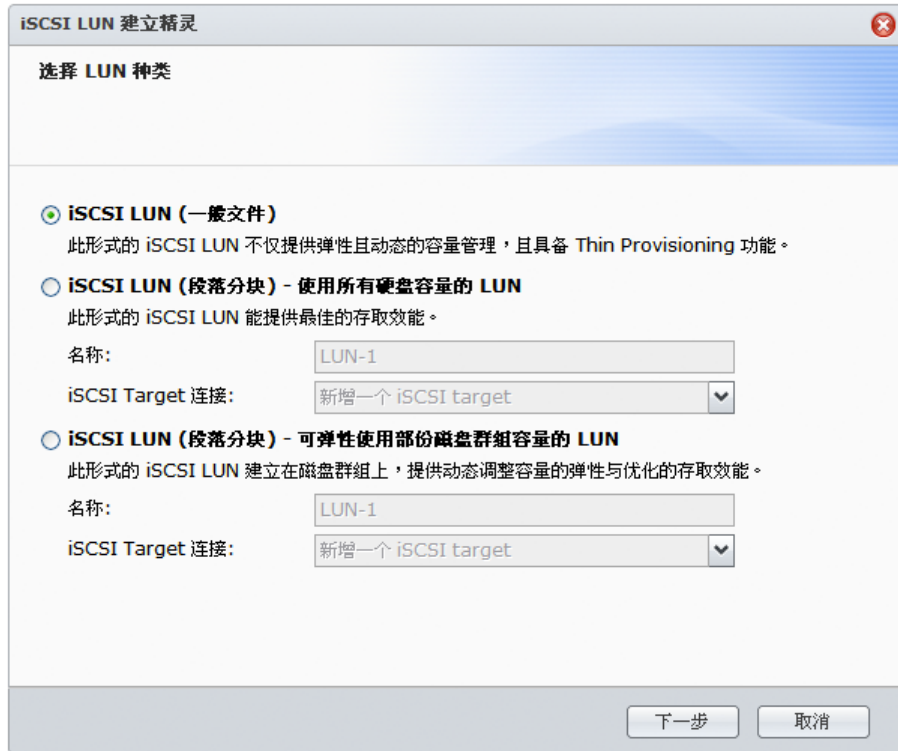 iSCSI LUN 建立精灵
选择 LUN 种类
iSCSI LUN (一般文件)
此形式的 iSCSI LUN 不仅提供弹性且动态的容量管理，且具备 Thin Provisioning 功能。
iSCSI LUN (段落分块) - 使用所有硬盘容量的 LUN
此形式的 iSCSI LUN 能提供最佳的存取效能。
名称:
LUN-1
iSCSI Target 连接:
新增一个 iSCSI target
iSCSI LUN (段落分块) - 可弹性使用部份磁盘群组容量的 LUN
此形式的 iSCSI LUN 建立在磁盘群组上，提供动态调整容量的弹性与优化的存取效能。
名称:
LUN-1
iSCSI Target 连接:
新增一个 iSCSI target
下一步
取消